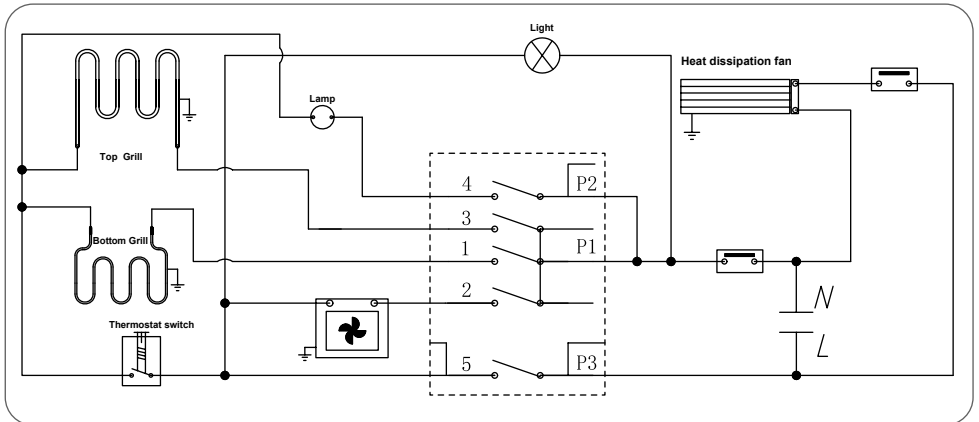 Light
Heat dissipation fan
Lamp
Top Grill
4
P2
3
Bottom Grill
1
P1
2
N
Thermostat switch
L
5
P3